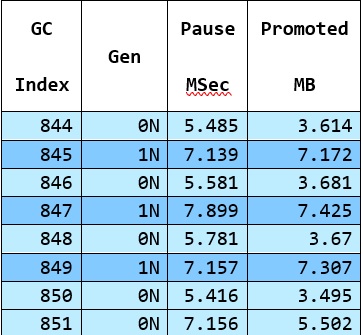 GC Index Gen Pause MSec Promoted MB
844 0N 5.485 3.614
845 1N 7.139 7.172
846 0N 5.581 3.681
847 1N 7.899 7.425
848 0N 5.781 3.67
849 1N 7.157 7.307
850 0N 5.416 3.495
851 0N 7.156 5.502